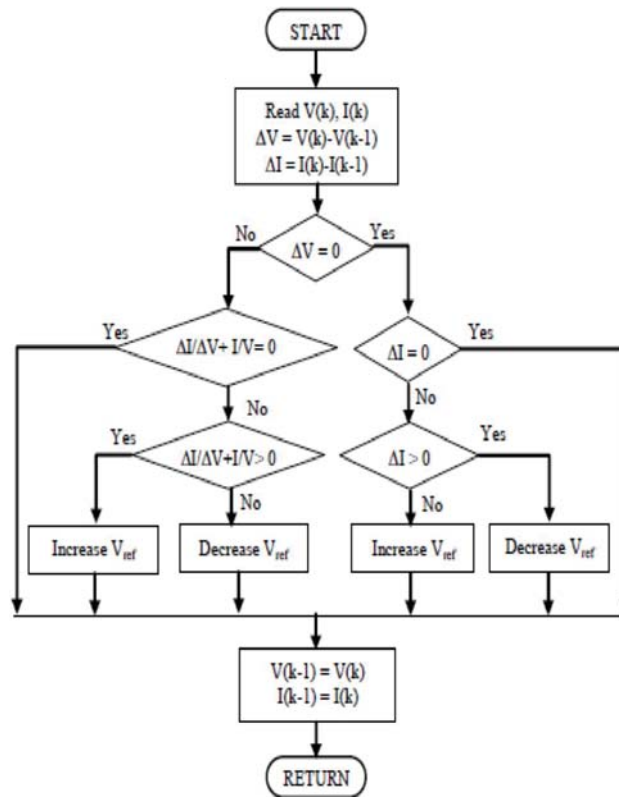 START
Read V(k), I(k)
ΔV = V(k)-V(k-1)
ΔI = I(k)-I(k-1)
No
Yes
ΔV = 0
Yes
ΔI/ΔV+ I/V= 0
ΔI = 0
Yes
No
No
Yes
ΔI/ΔV+I/V> 0
ΔI > 0
Yes
No
No
Increase Vref
Decrease Vref
Increase Vref
Decrease Vref
V(k-1) = V(k)
I(k-1) = I(k)
RETURN